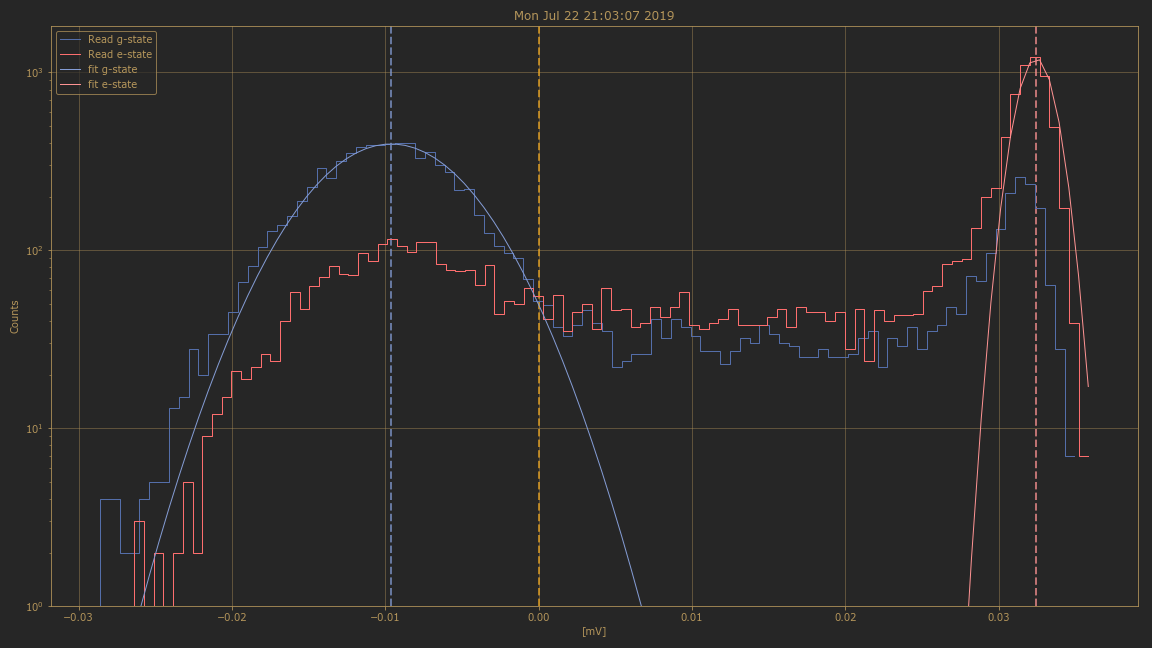 Mon Jul 22 21:03:07 2019
Read g-state
Read e-state
fit g-state
fit e-state
10³
10²
10¹
10⁰
Counts
−0.03
−0.02
−0.01
0.00
0.01
0.02
0.03
[mV]